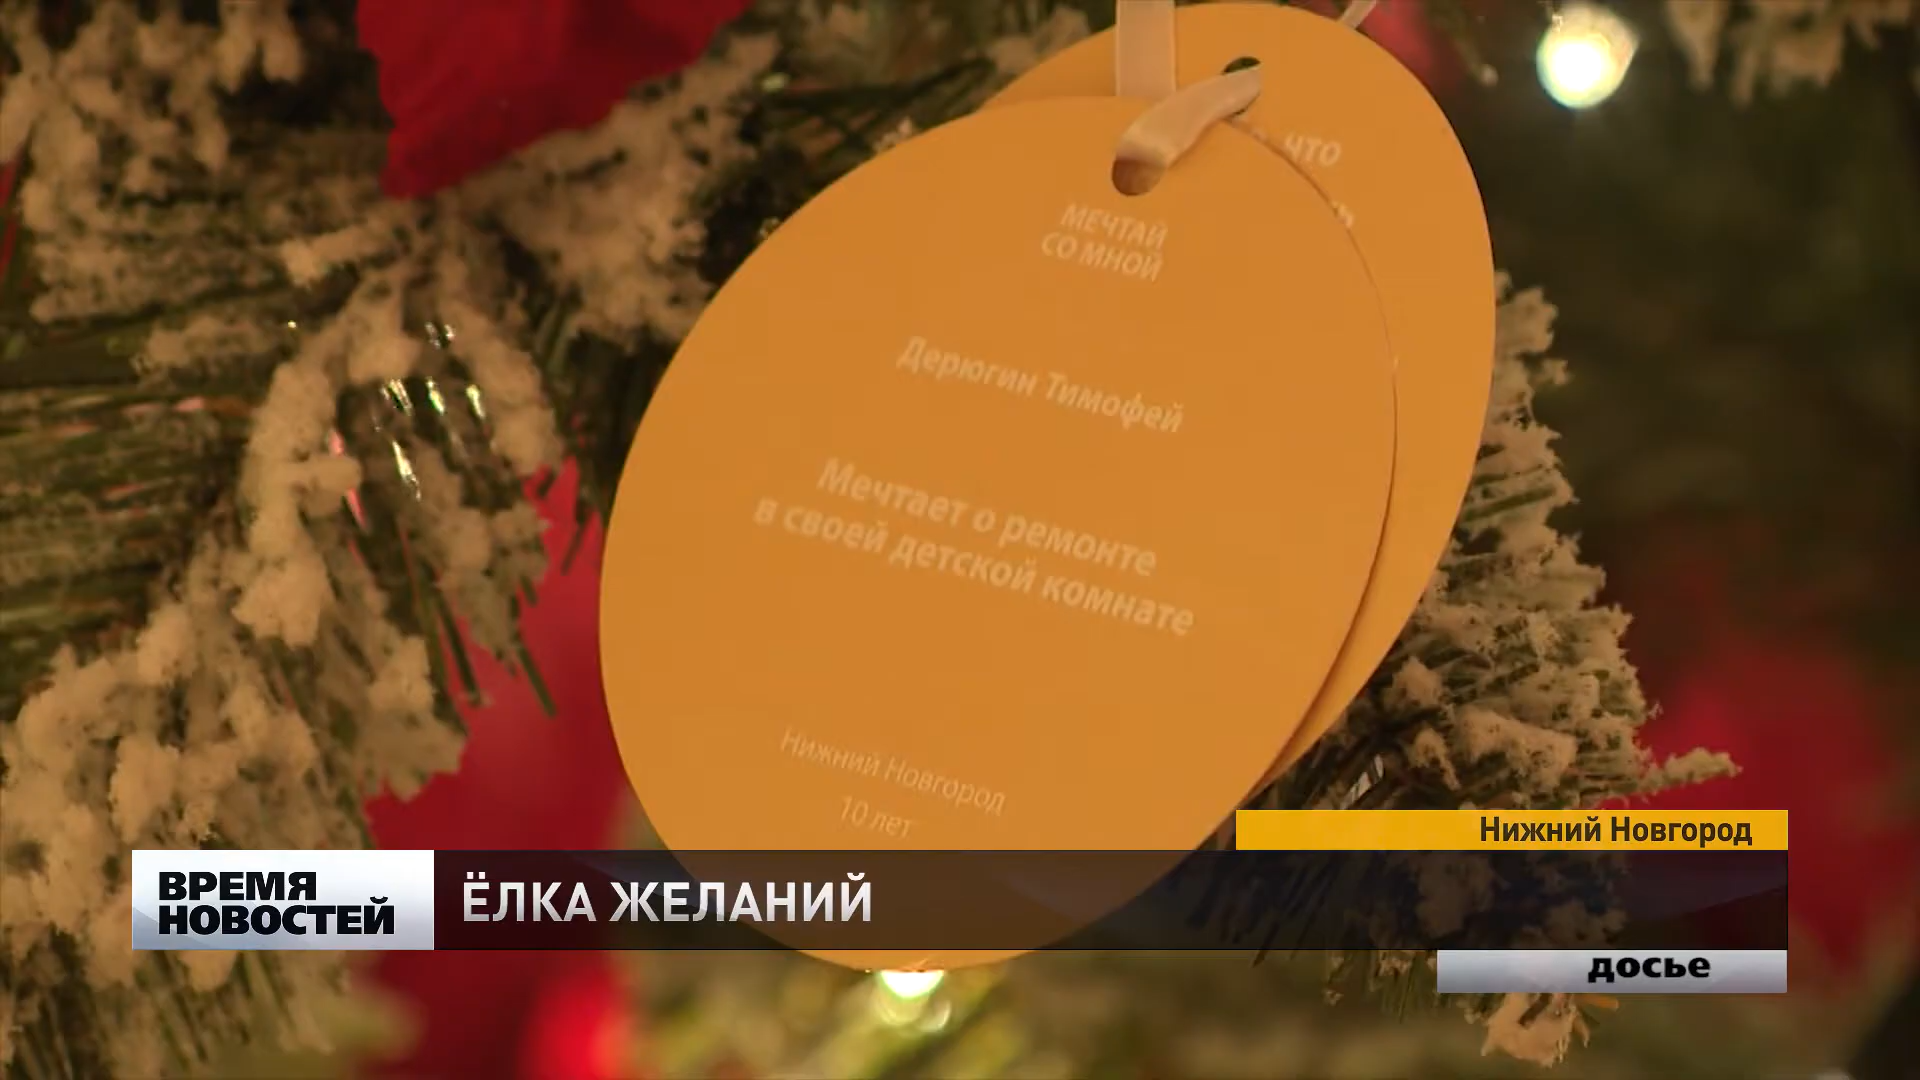 что
МЕЧТАЙ
СО МНОЙ
Дерюгин Тимофей
Мечтает о ремонте
в своей детской комнате
Нижний Новгород
10 лет
Нижний Новгород
ВРЕМЯ
НОВОСТЕЙ
ЁЛКА ЖЕЛАНИЙ
досье